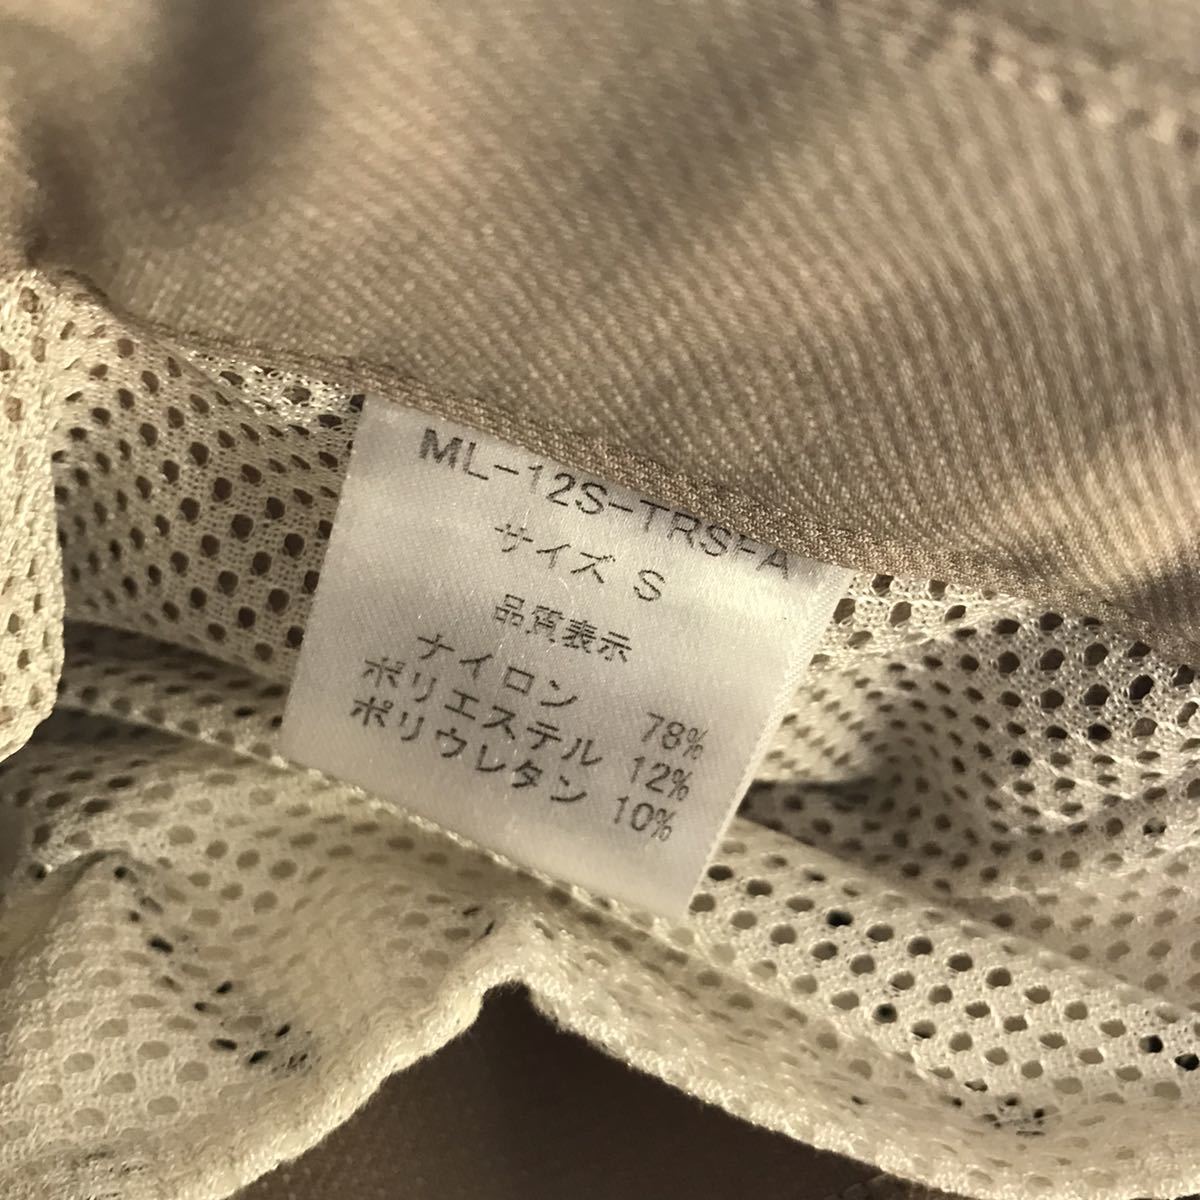 ML-12S-TRSFA
サイズ S
品質表示
ナイロン 78%
ポリエステル 12%
ポリウレタン 10%